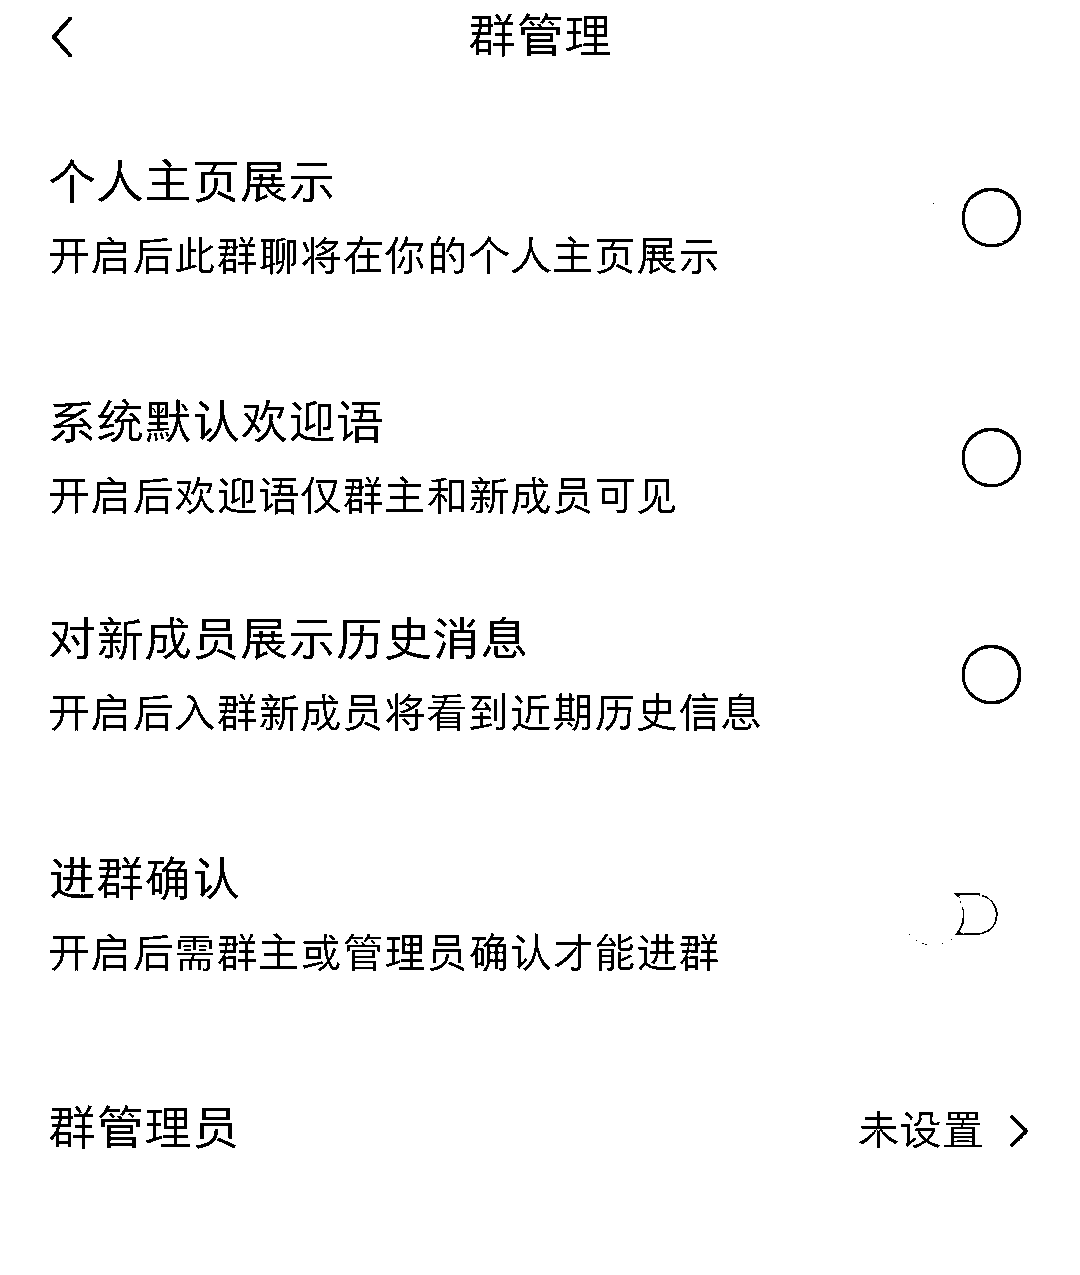 群管理
个人主页展示
开启后此群聊将在你的个人主页展示
系统默认欢迎语
开启后欢迎语仅群主和新成员可见
对新成员展示历史消息
开启后入群新成员将看到近期历史信息
进群确认
开启后需群主或管理员确认才能进群
群管理员 未设置